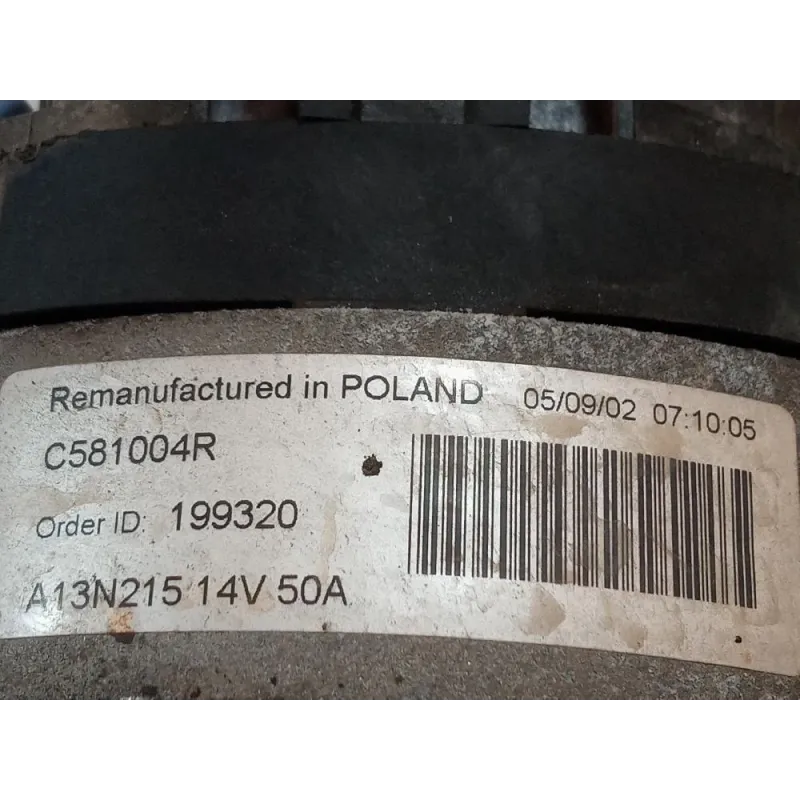 Remanufactured in POLAND 05/09/02 07:10:05
C581004R
Order ID: 199320
A13N215 14V 50A